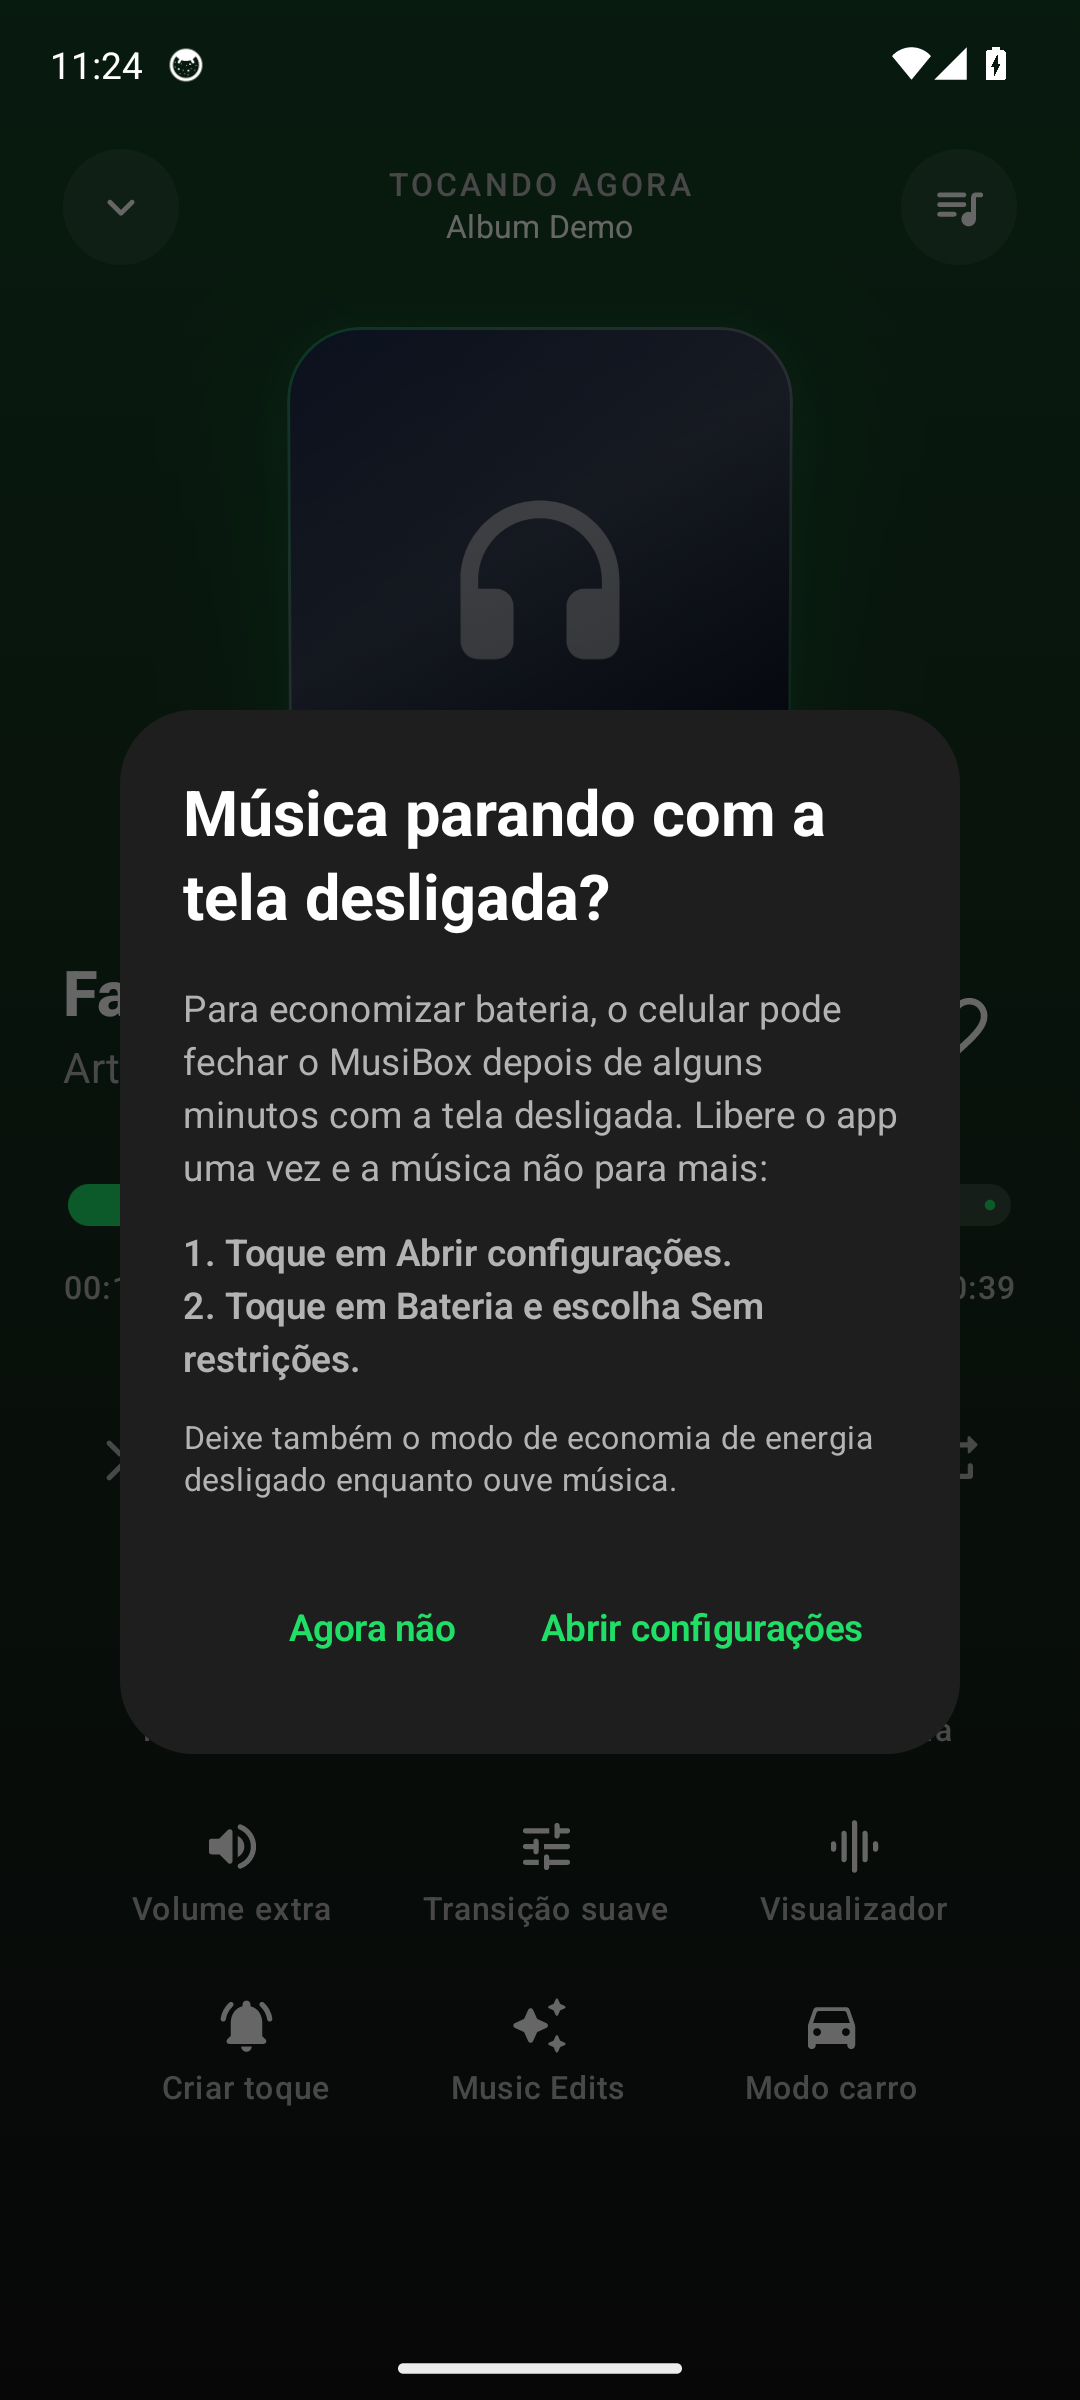 11:24
TOCANDO AGORA
Album Demo
Música parando com a
tela desligada?
Para economizar bateria, o celular pode
fechar o MusiBox depois de alguns
minutos com a tela desligada. Libere o app
uma vez e a música não para mais:
1. Toque em Abrir configurações.
2. Toque em Bateria e escolha Sem
restrições.
Deixe também o modo de economia de energia
desligado enquanto ouve música.
Agora não Abrir configurações
Volume extra Transição suave Visualizador
Criar toque Music Edits Modo carro